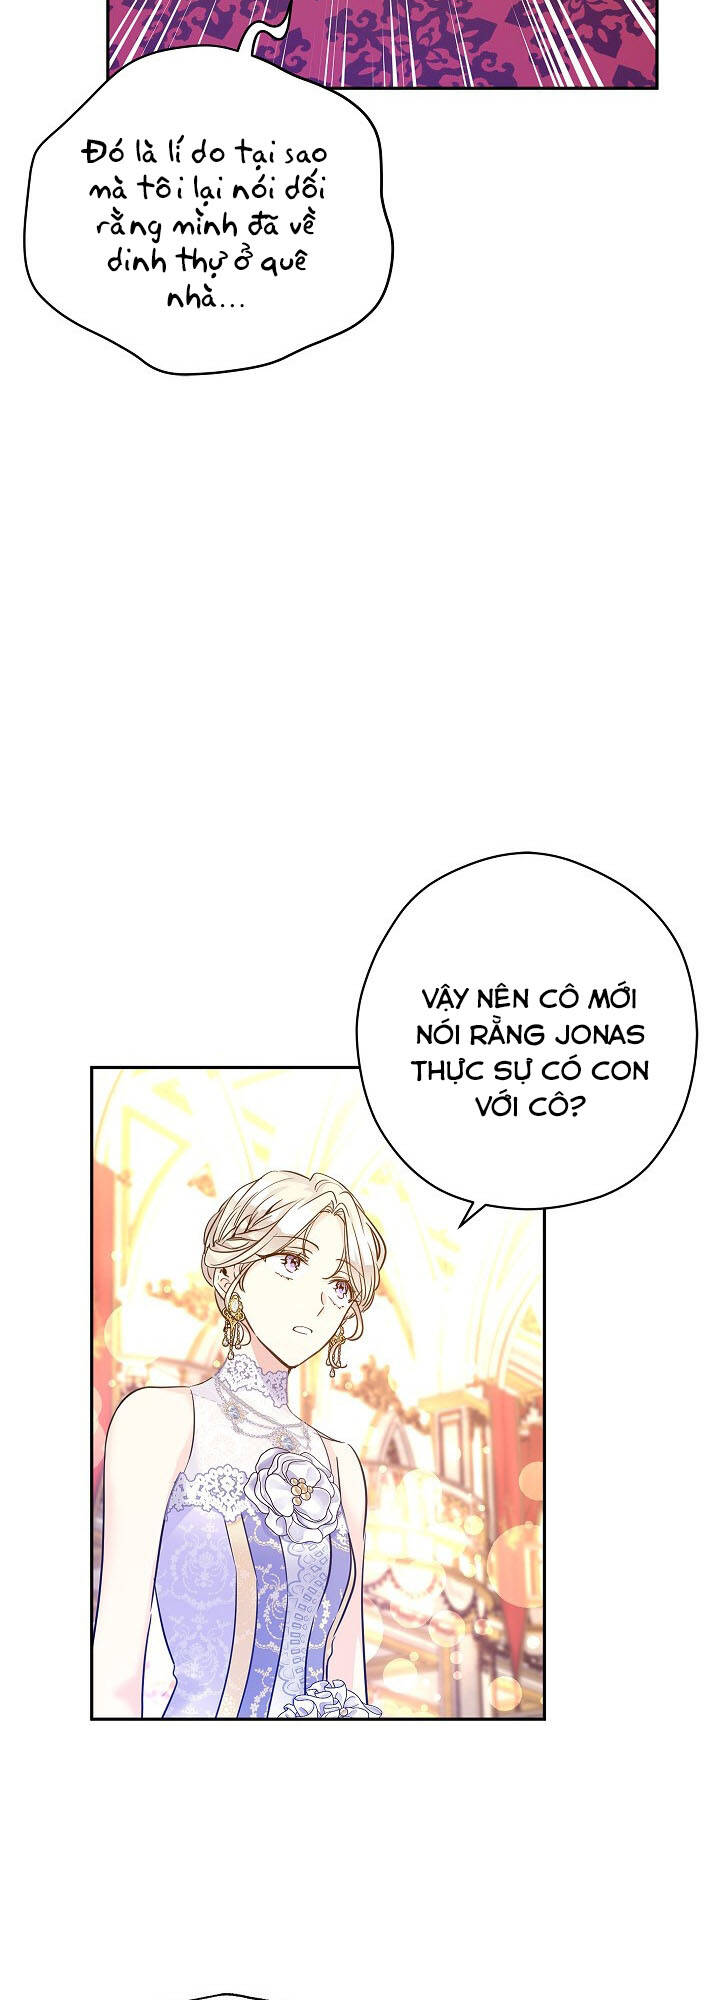 Đó là lí do tại sao
mà tôi lại nói dối
rằng mình đã về
dinh thự ở quê
nhà...
VẬY NÊN CÔ MỚI
NÓI RẰNG JONAS
THỰC SỰ CÓ CON
VỚI CÔ?